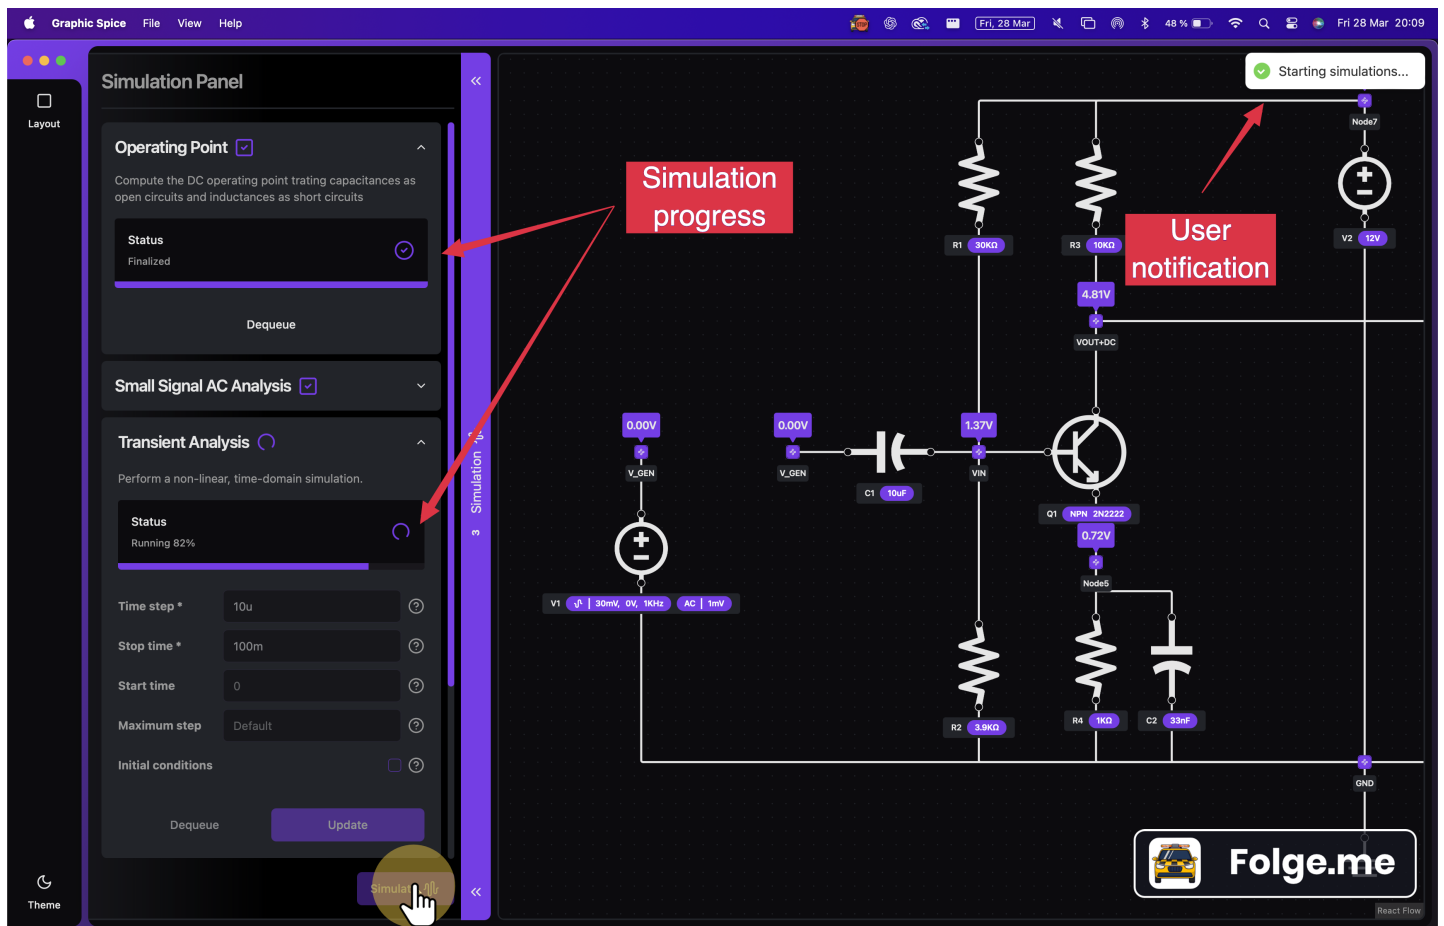 Graphic Spice File View Help
Fri, 28 Mar 48 % Fri 28 Mar 20:09
Layout
Simulation Panel
Operating Point
Compute the DC operating point trating capacitances as
open circuits and inductances as short circuits
Status
Finalized
Dequeue
Small Signal AC Analysis
Transient Analysis
Perform a non-linear, time-domain simulation.
Status
Running 82%
Time step * 10u
Stop time * 100m
Start time 0
Maximum step Default
Initial conditions
Dequeue Update
Theme
3 Simulation
Simulation
progress
Starting simulations...
User
notification
Node7
R1 30KΩ
R3 10KΩ
V2 12V
4.81V
VOUT+DC
0.00V
V_GEN
0.00V
V_GEN
1.37V
VIN
C1 10uF
Q1 NPN 2N2222
0.72V
Node5
V1 30mV, 0V, 1KHz AC 1mV
R2 3.9KΩ
R4 1KΩ
C2 33nF
GND
Folge.me
React Flow